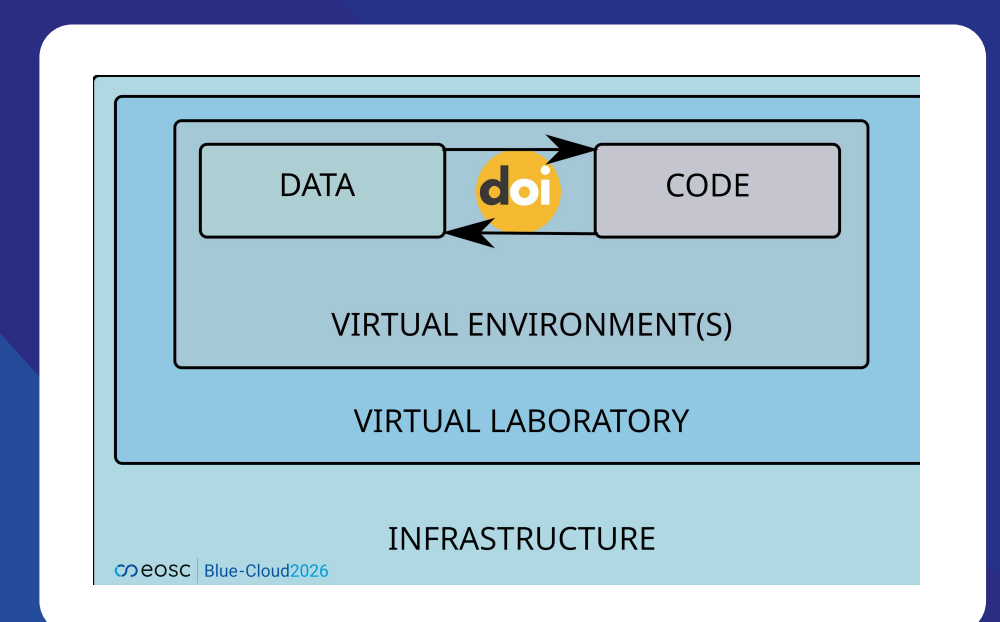 DATA
doi
CODE
VIRTUAL ENVIRONMENT(S)
VIRTUAL LABORATORY
INFRASTRUCTURE
eosc Blue-Cloud2026